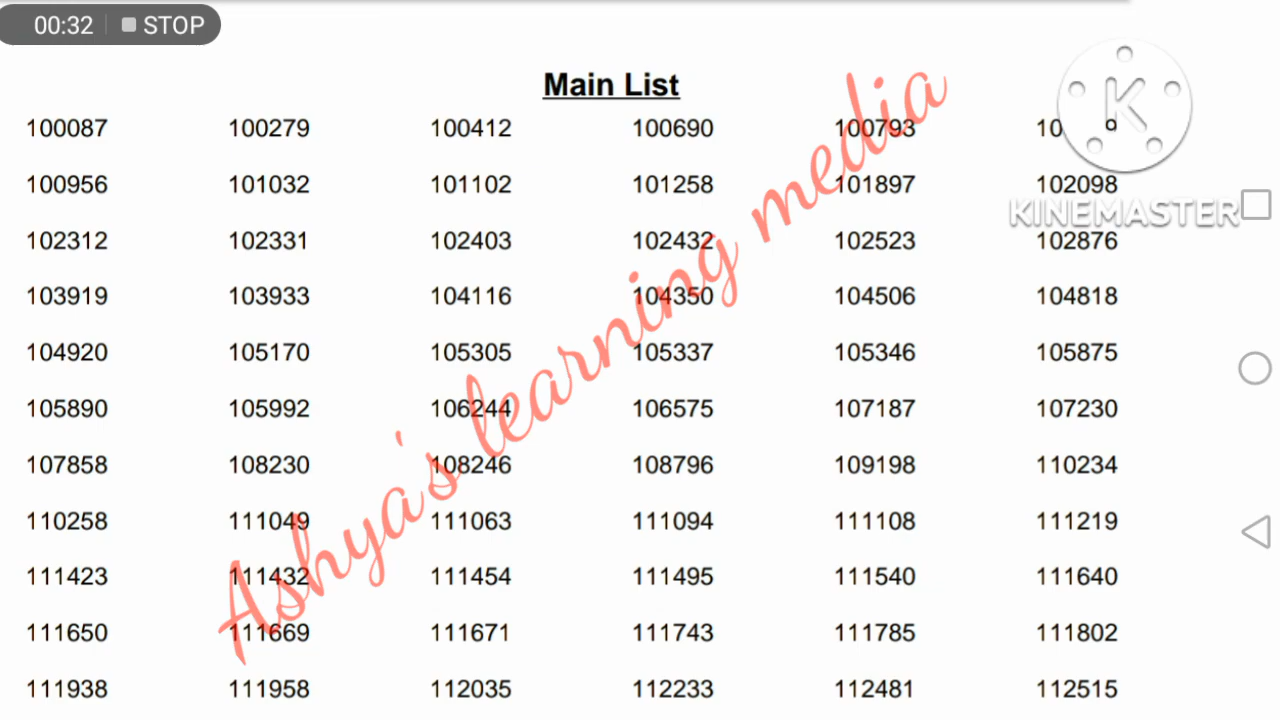 00:32 STOP
Main List
100087 100279 100412 100690 100793
100956 101032 101102 101258 101897 102098
KINEMASTER
102312 102331 102403 102432 102523 102876
103919 103933 104116 104350 104506 104818
104920 105170 105305 105337 105346 105875
105890 105992 106244 106575 107187 107230
107858 108230 108246 108796 109198 110234
110258 111049 111063 111094 111108 111219
111423 111432 111454 111495 111540 111640
111650 111669 111671 111743 111785 111802
111938 111958 112035 112233 112481 112515
Ashya's learning media